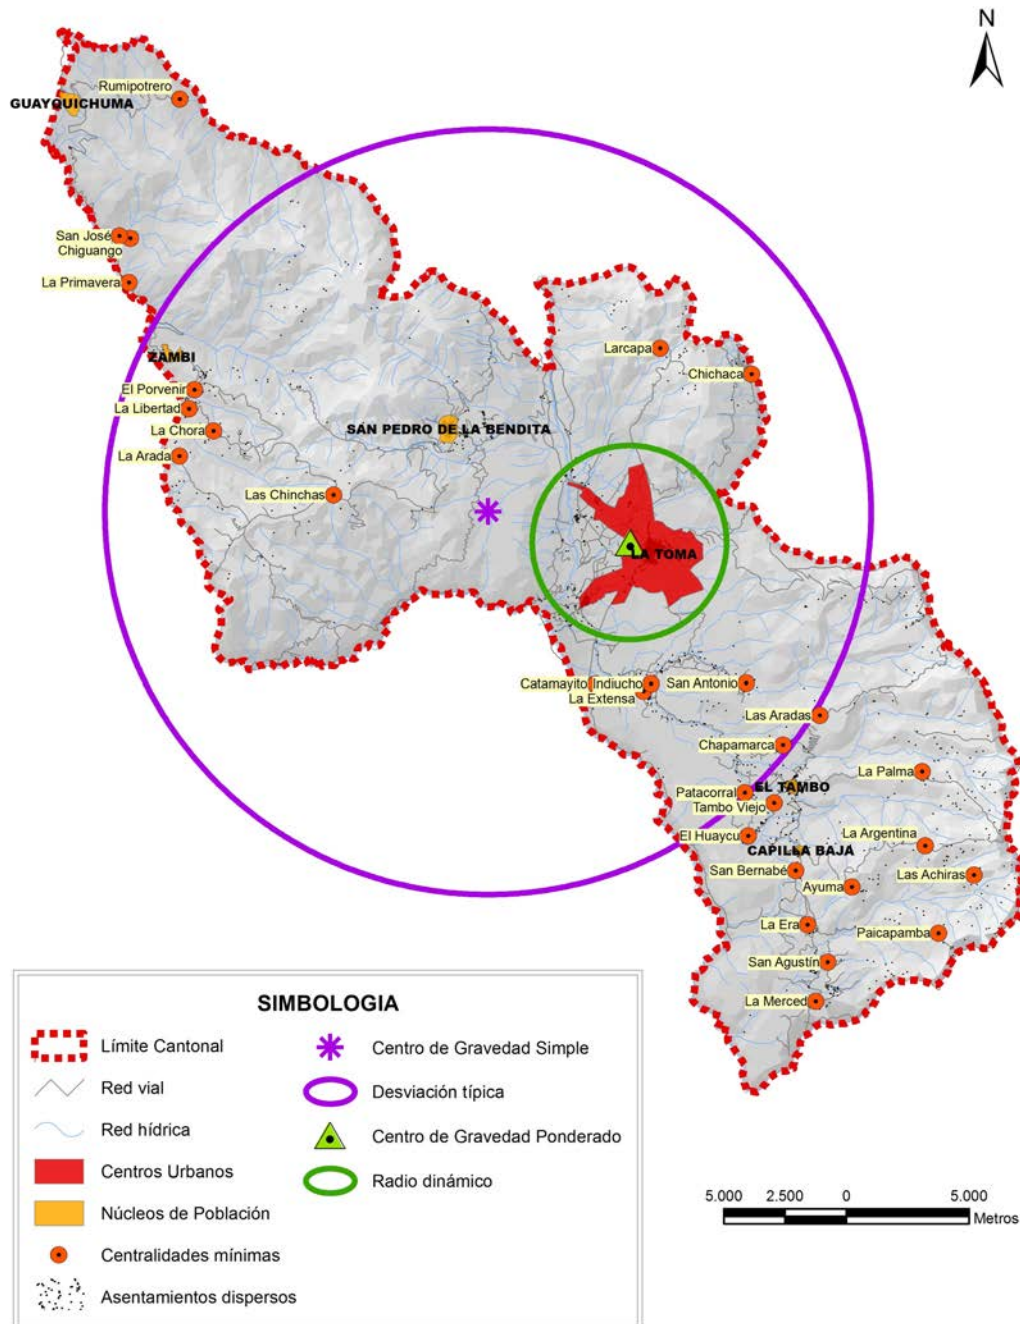 N
Rumipotrero
GUAYQUICHUMA
San José
Chiguango
La Primavera
ZAMBI
Larcapa
Chichaca
El Porvenir
La Libertad
SAN PEDRO DE LA BENDITA
La Chora
La Arada
Las Chinchas
LA TOMA
Catamayito
Indiucho
San Antonio
La Extensa
Las Aradas
Chapamarca
La Palma
EL TAMBO
Patacorral
Tambo Viejo
El Huaycu
La Argentina
CAPILLA BAJA
San Bernabé
Las Achiras
Ayuma
La Era
Paicapamba
San Agustín
La Merced
SIMBOLOGIA
Límite Cantonal
Red vial
Red hídrica
Centros Urbanos
Núcleos de Población
Centralidades mínimas
Asentamientos dispersos
Centro de Gravedad Simple
Desviación típica
Centro de Gravedad Ponderado
Radio dinámico
5.000 2.500 0 5.000
Metros